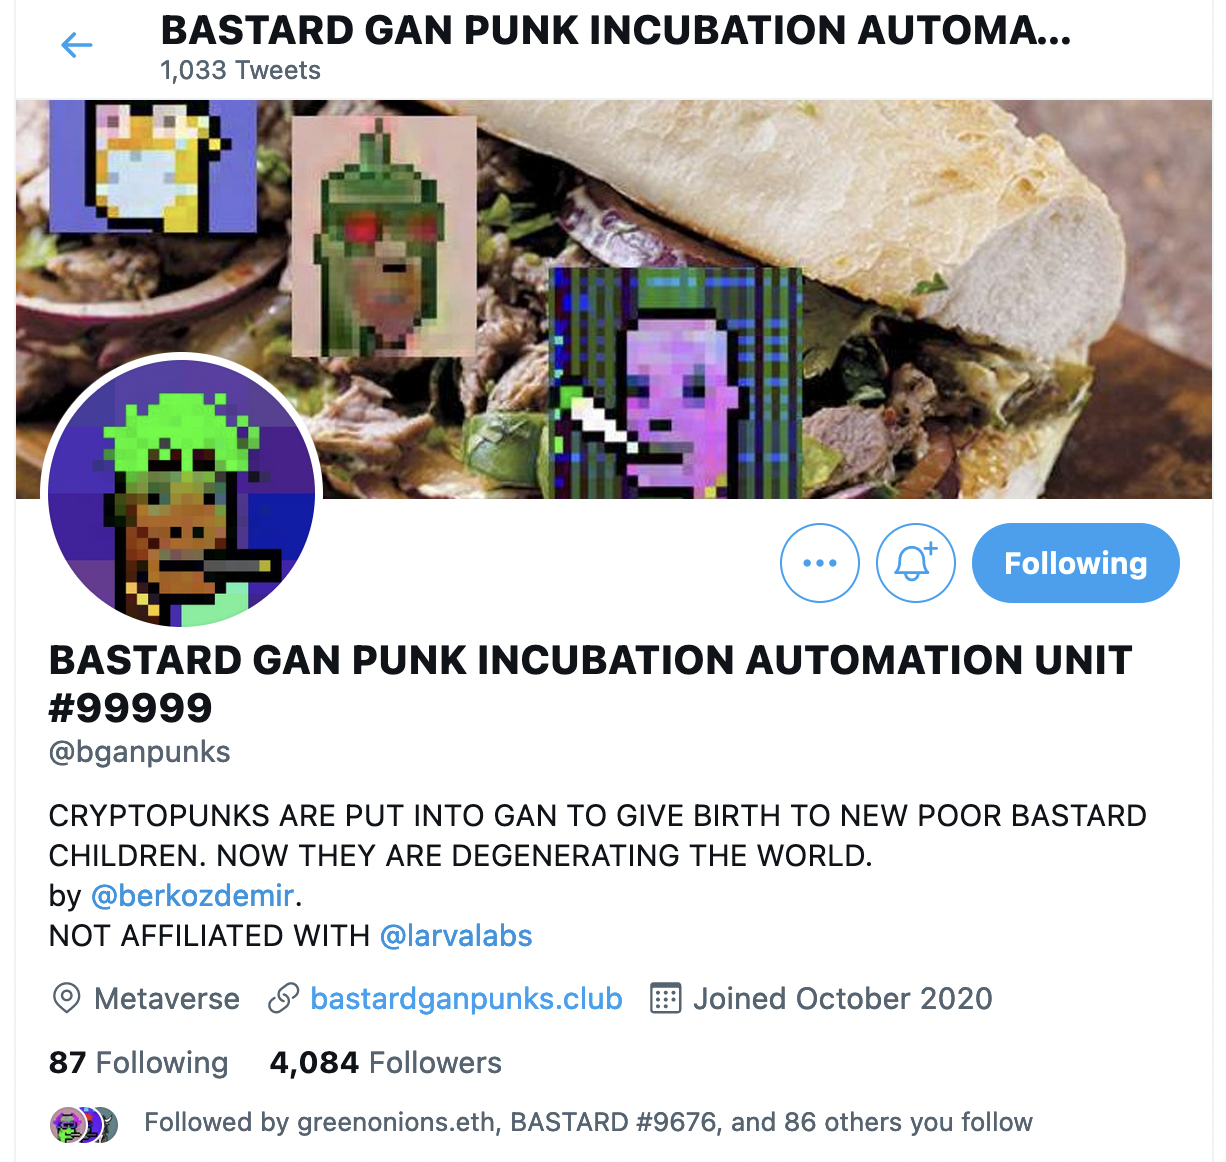 BASTARD GAN PUNK INCUBATION AUTOMA...
1,033 Tweets
Following
BASTARD GAN PUNK INCUBATION AUTOMATION UNIT
#99999
@bganpunks
CRYPTOPUNKS ARE PUT INTO GAN TO GIVE BIRTH TO NEW POOR BASTARD
CHILDREN. NOW THEY ARE DEGENERATING THE WORLD.
by @berkozdemir.
NOT AFFILIATED WITH @larvalabs
Metaverse bastardganpunks.club Joined October 2020
87 Following 4,084 Followers
Followed by greenonions.eth, BASTARD #9676, and 86 others you follow